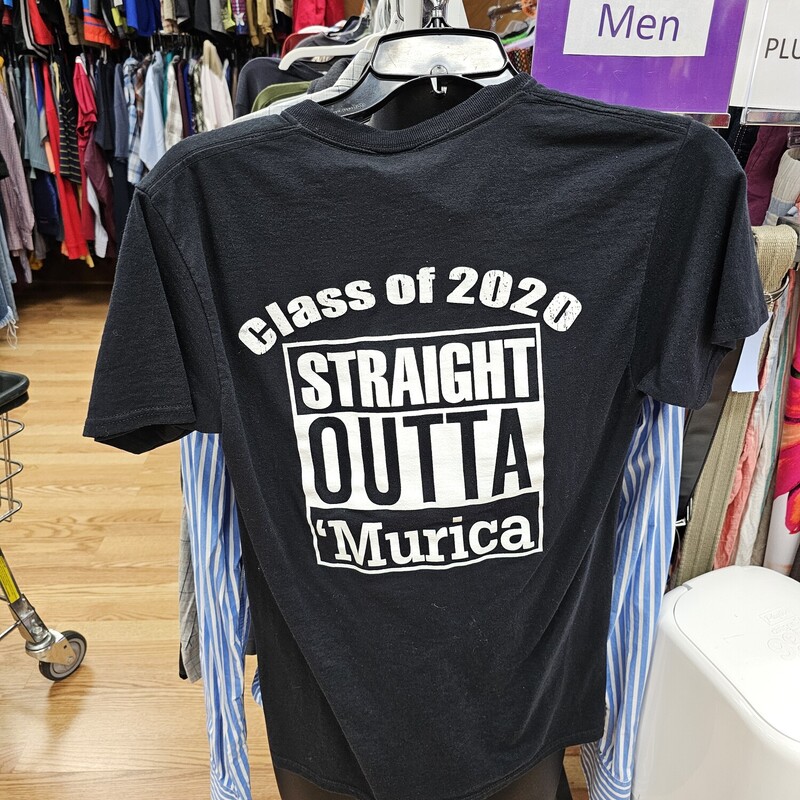 Men
PLU
Class of 2020
STRAIGHT
OUTTA
‘Murica